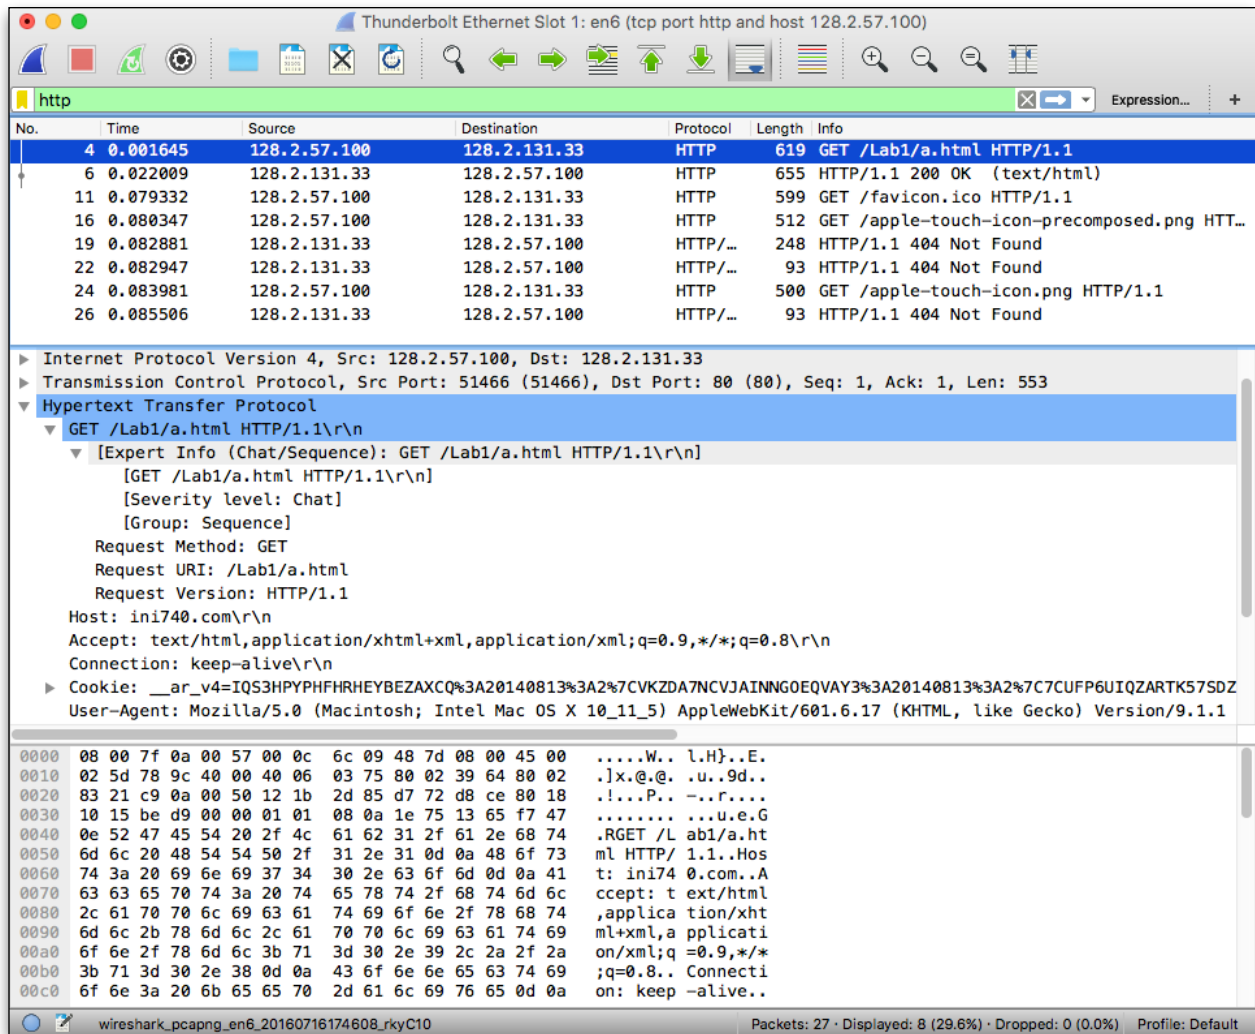 Thunderbolt Ethernet Slot 1: en6 (tcp port http and host 128.2.57.100)
http Expression... +
No. Time Source Destination Protocol Length Info
4 0.001645 128.2.57.100 128.2.131.33 HTTP 619 GET /Lab1/a.html HTTP/1.1
6 0.022009 128.2.131.33 128.2.57.100 HTTP 655 HTTP/1.1 200 OK (text/html)
11 0.079332 128.2.57.100 128.2.131.33 HTTP 599 GET /favicon.ico HTTP/1.1
16 0.080347 128.2.57.100 128.2.131.33 HTTP 512 GET /apple-touch-icon-precomposed.png HTT…
19 0.082881 128.2.131.33 128.2.57.100 HTTP/… 248 HTTP/1.1 404 Not Found
22 0.082947 128.2.131.33 128.2.57.100 HTTP/… 93 HTTP/1.1 404 Not Found
24 0.083981 128.2.57.100 128.2.131.33 HTTP 500 GET /apple-touch-icon.png HTTP/1.1
26 0.085506 128.2.131.33 128.2.57.100 HTTP/… 93 HTTP/1.1 404 Not Found
Internet Protocol Version 4, Src: 128.2.57.100, Dst: 128.2.131.33
Transmission Control Protocol, Src Port: 51466 (51466), Dst Port: 80 (80), Seq: 1, Ack: 1, Len: 553
Hypertext Transfer Protocol
GET /Lab1/a.html HTTP/1.1\r\n
[Expert Info (Chat/Sequence): GET /Lab1/a.html HTTP/1.1\r\n]
[GET /Lab1/a.html HTTP/1.1\r\n]
[Severity level: Chat]
[Group: Sequence]
Request Method: GET
Request URI: /Lab1/a.html
Request Version: HTTP/1.1
Host: ini740.com\r\n
Accept: text/html,application/xhtml+xml,application/xml;q=0.9,*/*;q=0.8\r\n
Connection: keep-alive\r\n
Cookie: __ar_v4=IQS3HPYPHFHRHEYBEZAXCQ%3A20140813%3A2%7CVKZDA7NCVJAINNGOEQVAY3%3A20140813%3A2%7C7CUFP6UIQZARTK57SDZ
User-Agent: Mozilla/5.0 (Macintosh; Intel Mac OS X 10_11_5) AppleWebKit/601.6.17 (KHTML, like Gecko) Version/9.1.1
0000 08 00 7f 0a 00 57 00 0c 6c 09 48 7d 08 00 45 00 .....W.. l.H}..E.
0010 02 5d 78 9c 40 00 40 06 03 75 80 02 39 64 80 02 .]x.@.@. .u..9d..
0020 83 21 c9 0a 00 50 12 1b 2d 85 d7 72 d8 ce 80 18 .!...P.. -..r....
0030 10 15 be d9 00 00 01 01 08 0a 1e 75 13 65 f7 47 ........ ...u.e.G
0040 0e 52 47 45 54 20 2f 4c 61 62 31 2f 61 2e 68 74 .RGET /L ab1/a.ht
0050 6d 6c 20 48 54 54 50 2f 31 2e 31 0d 0a 48 6f 73 ml HTTP/ 1.1..Hos
0060 74 3a 20 69 6e 69 37 34 30 2e 63 6f 6d 0d 0a 41 t: ini74 0.com..A
0070 63 63 65 70 74 3a 20 74 65 78 74 2f 68 74 6d 6c ccept: t ext/html
0080 2c 61 70 70 6c 69 63 61 74 69 6f 6e 2f 78 68 74 ,applica tion/xht
0090 6d 6c 2b 78 6d 6c 2c 61 70 70 6c 69 63 61 74 69 ml+xml,a pplicati
00a0 6f 6e 2f 78 6d 6c 3b 71 3d 30 2e 39 2c 2a 2f 2a on/xml;q =0.9,*/*
00b0 3b 71 3d 30 2e 38 0d 0a 43 6f 6e 6e 65 63 74 69 ;q=0.8.. Connecti
00c0 6f 6e 3a 20 6b 65 65 70 2d 61 6c 69 76 65 0d 0a on: keep -alive..
wireshark_pcapng_en6_20160716174608_rkyC10 Packets: 27 · Displayed: 8 (29.6%) · Dropped: 0 (0.0%) Profile: Default